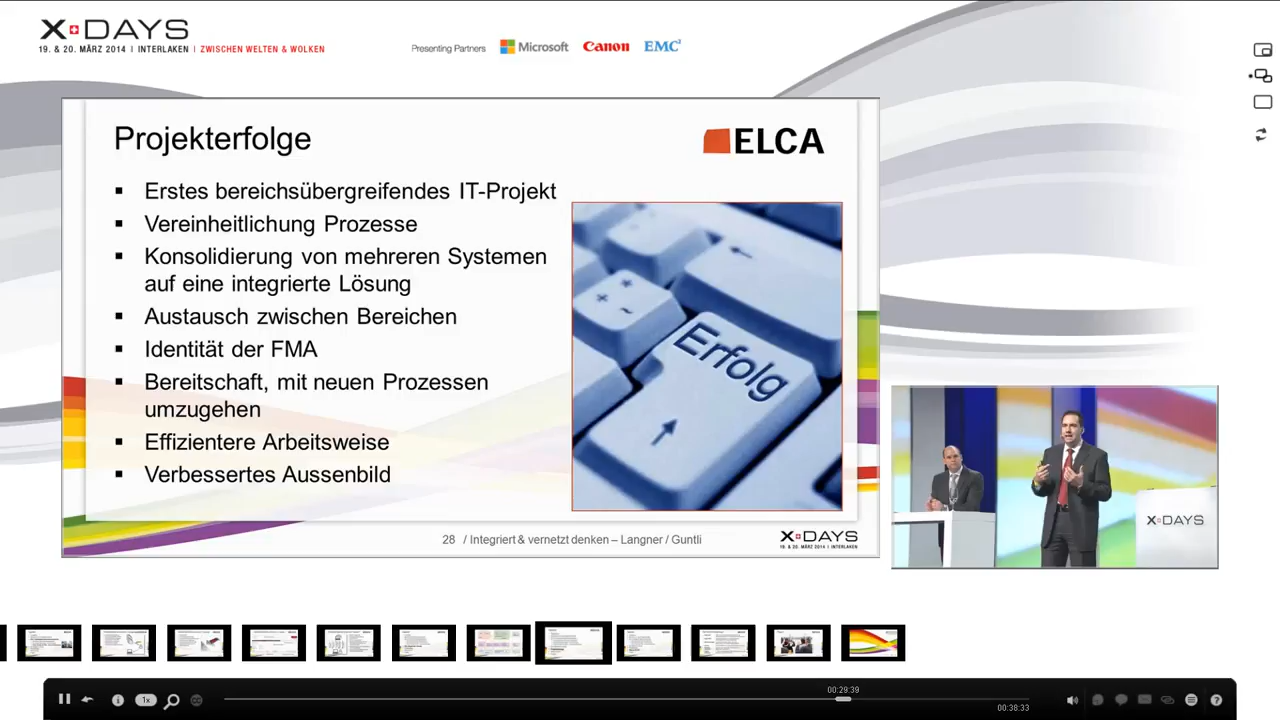 X DAYS
19. & 20. MÄRZ 2014 | INTERLAKEN | ZWISCHEN WELTEN & WOLKEN
Presenting Partners Microsoft Canon EMC²
Projekterfolge
ELCA
▪ Erstes bereichsübergreifendes IT-Projekt
▪ Vereinheitlichung Prozesse
▪ Konsolidierung von mehreren Systemen
auf eine integrierte Lösung
▪ Austausch zwischen Bereichen
▪ Identität der FMA
▪ Bereitschaft, mit neuen Prozessen
umzugehen
▪ Effizientere Arbeitsweise
▪ Verbessertes Aussenbild
Erfolg
28 / Integriert & vernetzt denken – Langner / Guntli
X DAYS
19. & 20. MÄRZ 2014 | INTERLAKEN
X DAYS
1x
00:29:39
00:38:33